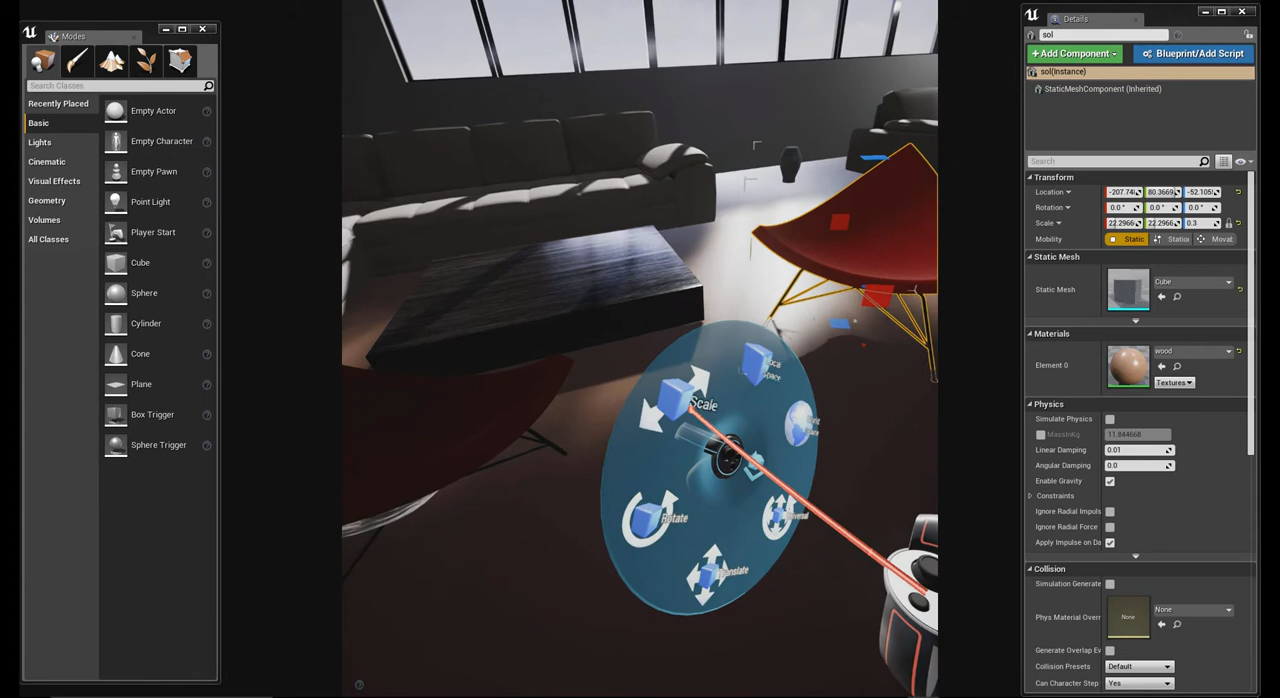 Modes
Search Classes
Recently Placed
Basic
Lights
Cinematic
Visual Effects
Geometry
Volumes
All Classes
Empty Actor
Empty Character
Empty Pawn
Point Light
Player Start
Cube
Sphere
Cylinder
Cone
Plane
Box Trigger
Sphere Trigger
Scale
Rotate
Translate
Details
sol
+Add Component
Blueprint/Add Script
sol(Instance)
StaticMeshComponent (Inherited)
Search
Transform
Location
-207.74 80.3669 -52.105
Rotation
0.0 ° 0.0 ° 0.0 °
Scale
22.2966 22.2966 0.3
Mobility
Static Statio Moval
Static Mesh
Static Mesh
Cube
Materials
Element 0
wood
Textures
Physics
Simulate Physics
MassInKg 11.844668
Linear Damping 0.01
Angular Damping 0.0
Enable Gravity
Constraints
Ignore Radial Impuls
Ignore Radial Force
Apply Impulse on Da
Collision
Simulation Generate
Phys Material Overr
None
None
Generate Overlap Ev
Collision Presets Default
Can Character Step Yes